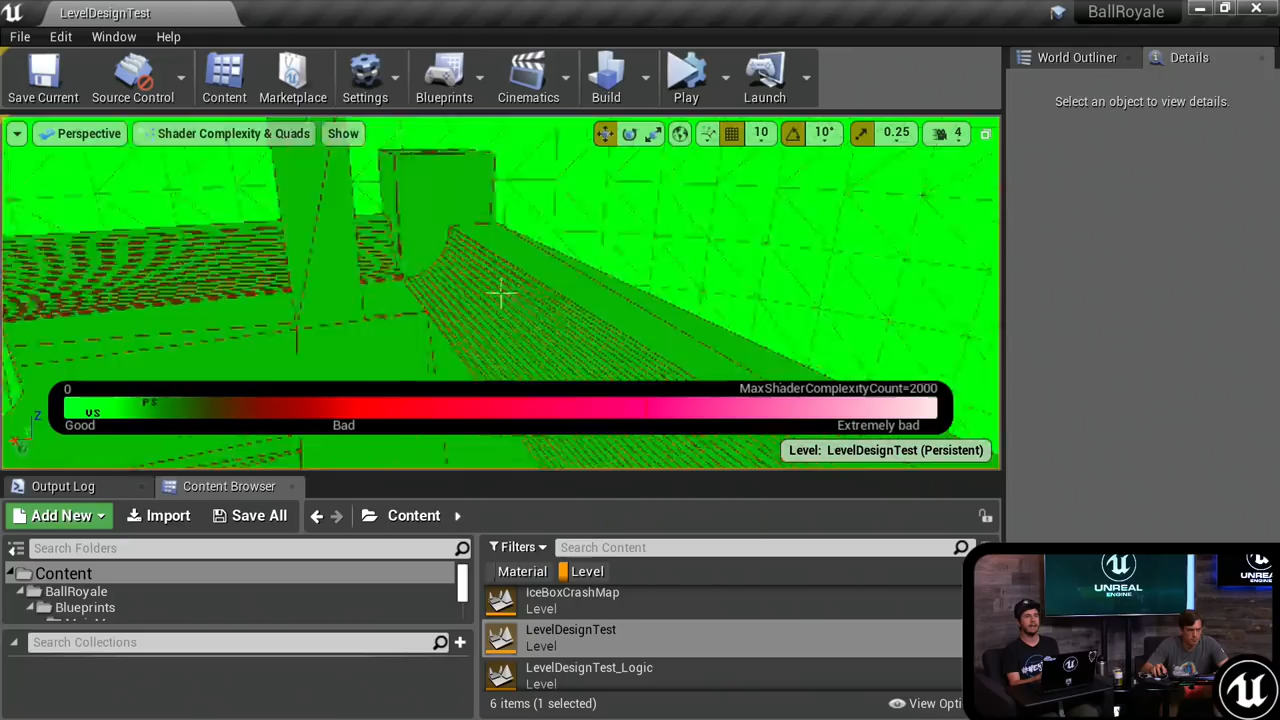 LevelDesignTest
BallRoyale
File Edit Window Help
World Outliner
Details
Save Current
Source Control
Content
Marketplace
Settings
Blueprints
Cinematics
Build
Play
Launch
Select an object to view details.
Perspective
Shader Complexity & Quads
Show
10
10°
0.25
4
0
MaxShaderComplexityCount=2000
VS
PS
Good
Bad
Extremely bad
Z
Level: LevelDesignTest (Persistent)
Output Log
Content Browser
Add New
Import
Save All
Content
Search Folders
Filters
Search Content
Content
Material
Level
BallRoyale
Blueprints
IceBoxCrashMap
Level
LevelDesignTest
Level
LevelDesignTest_Logic
Level
Search Collections
6 items (1 selected)
View Opti
UNREAL
ENGINE
UNREAL